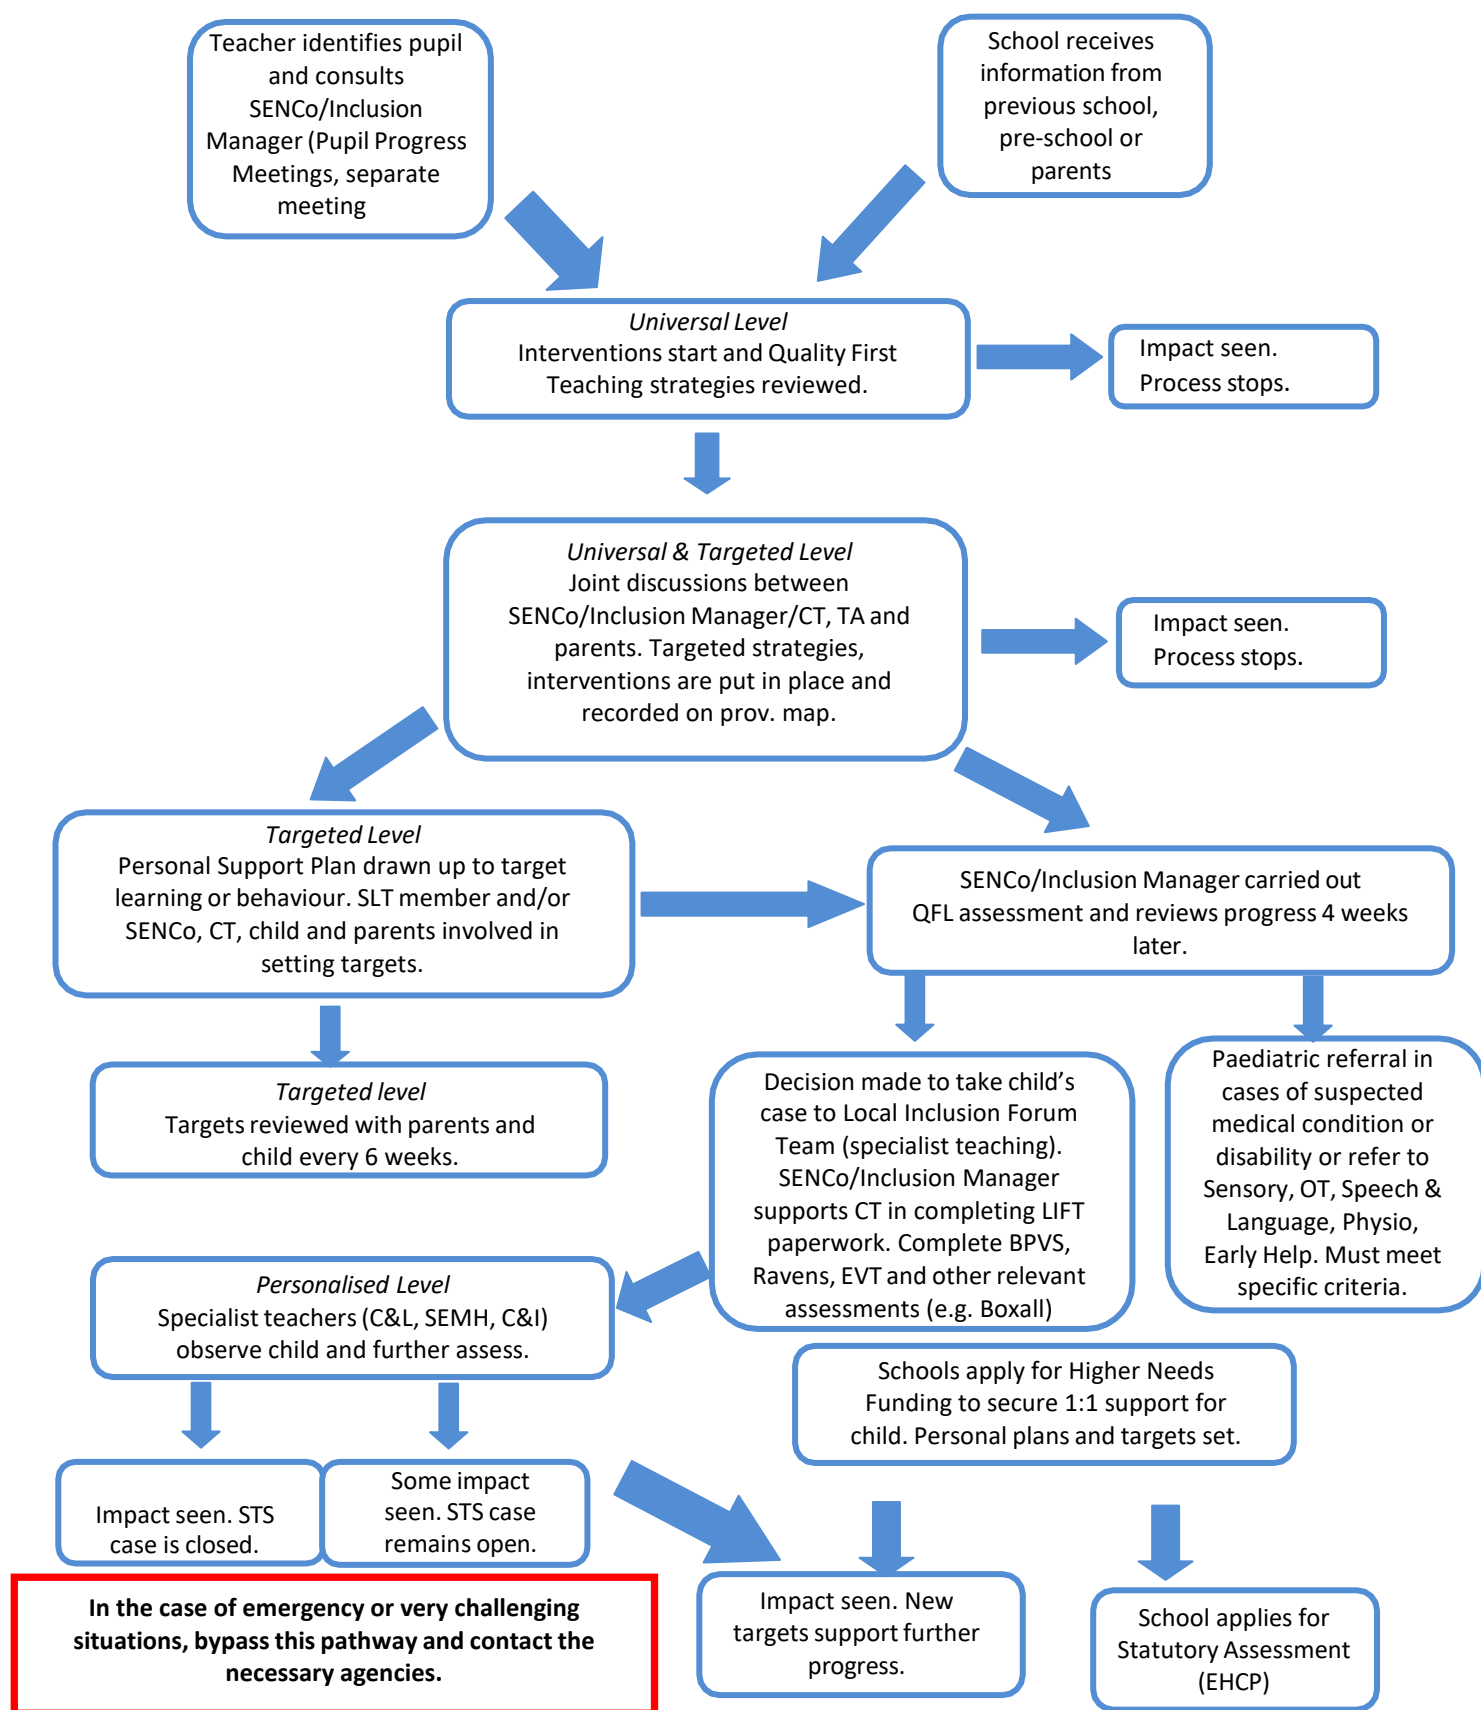 Teacher identifies pupil
and consults
SENCo/Inclusion
Manager (Pupil Progress
Meetings, separate
meeting
School receives
information from
previous school,
pre-school or
parents
Universal Level
Interventions start and Quality First
Teaching strategies reviewed.
Impact seen.
Process stops.
Universal & Targeted Level
Joint discussions between
SENCo/Inclusion Manager/CT, TA and
parents. Targeted strategies,
interventions are put in place and
recorded on prov. map.
Impact seen.
Process stops.
Targeted Level
Personal Support Plan drawn up to target
learning or behaviour. SLT member and/or
SENCo, CT, child and parents involved in
setting targets.
SENCo/Inclusion Manager carried out
QFL assessment and reviews progress 4 weeks
later.
Targeted level
Targets reviewed with parents and
child every 6 weeks.
Decision made to take child’s
case to Local Inclusion Forum
Team (specialist teaching).
SENCo/Inclusion Manager
supports CT in completing LIFT
paperwork. Complete BPVS,
Ravens, EVT and other relevant
assessments (e.g. Boxall)
Paediatric referral in
cases of suspected
medical condition or
disability or refer to
Sensory, OT, Speech &
Language, Physio,
Early Help. Must meet
specific criteria.
Personalised Level
Specialist teachers (C&L, SEMH, C&I)
observe child and further assess.
Schools apply for Higher Needs
Funding to secure 1:1 support for
child. Personal plans and targets set.
Impact seen. STS
case is closed.
Some impact
seen. STS case
remains open.
In the case of emergency or very challenging
situations, bypass this pathway and contact the
necessary agencies.
Impact seen. New
targets support further
progress.
School applies for
Statutory Assessment
(EHCP)